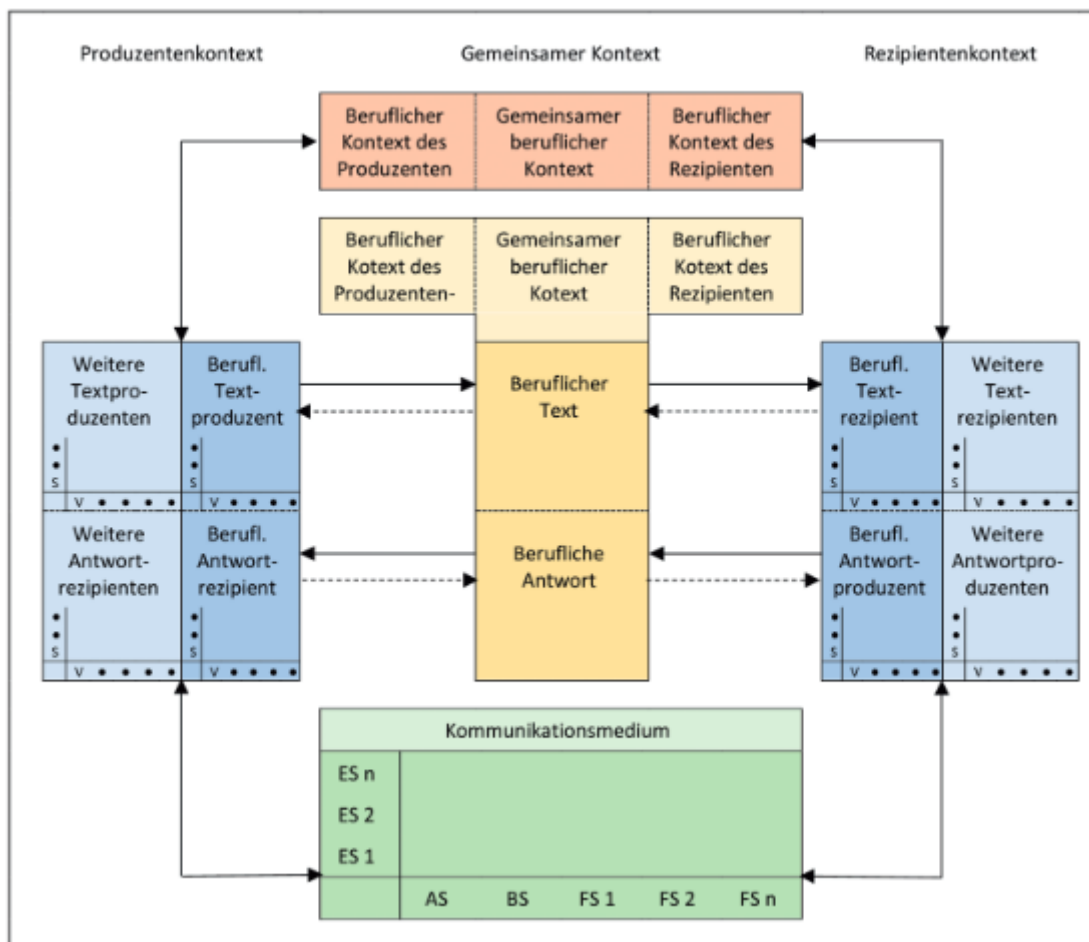 Produzentenkontext
Gemeinsamer Kontext
Rezipientenkontext
Beruflicher
Kontext des
Produzenten
Gemeinsamer
beruflicher
Kontext
Beruflicher
Kontext des
Rezipienten
Beruflicher
Kotext des
Produzenten-
Gemeinsamer
beruflicher
Kotext
Beruflicher
Kotext des
Rezipienten
Weitere
Textpro-
duzenten
S
V
Berufl.
Text-
produzent
S
V
Beruflicher
Text
Berufl.
Text-
rezipient
S
V
Weitere
Text-
rezipienten
S
V
Weitere
Antwort-
rezipienten
S
V
Berufl.
Antwort-
rezipient
S
V
Berufliche
Antwort
Berufl.
Antwort-
produzent
S
V
Weitere
Antwortpro-
duzenten
S
V
Kommunikationsmedium
ES n
ES 2
ES 1
AS BS FS 1 FS 2 FS n